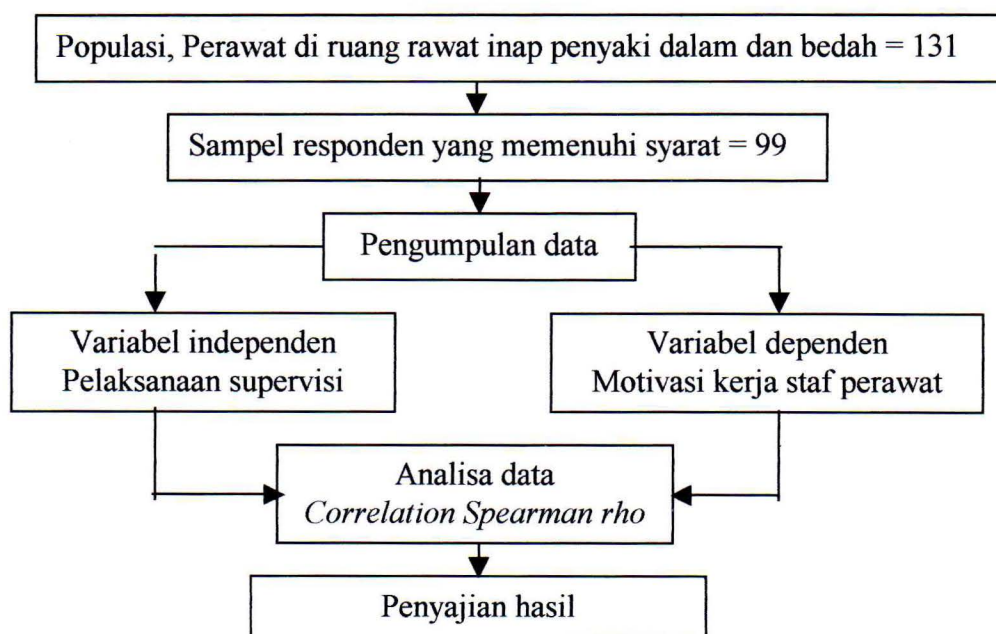 Populasi, Perawat di ruang rawat inap penyaki dalam dan bedah = 131
Sampel responden yang memenuhi syarat = 99
Pengumpulan data
Variabel independen
Pelaksanaan supervisi
Variabel dependen
Motivasi kerja staf perawat
Analisa data
Correlation Spearman rho
Penyajian hasil